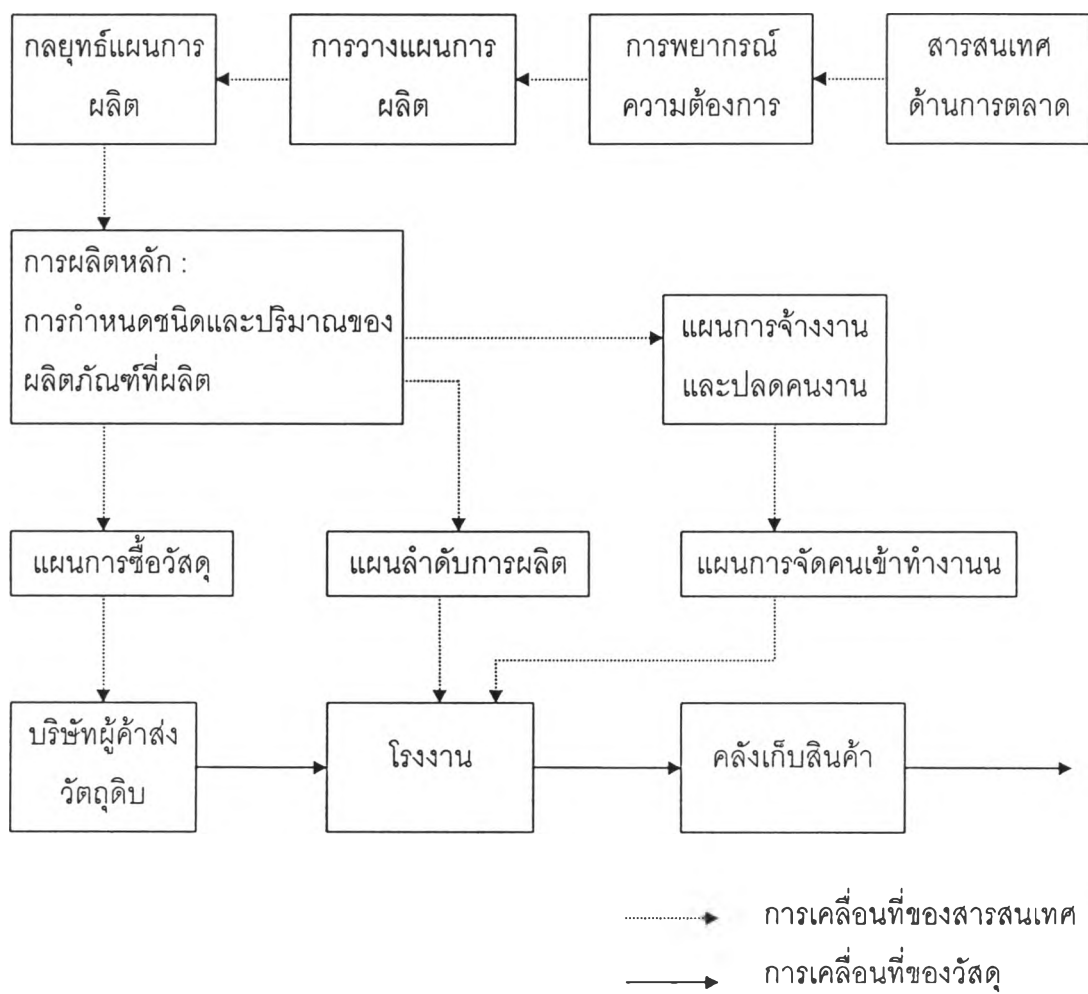 กลยุทธ์แผนการ
ผลิต
การวางแผนการ
ผลิต
การพยากรณ์
ความต้องการ
สารสนเทศ
ด้านการตลาด
การผลิตหลัก :
การกำหนดชนิดและปริมาณของ
ผลิตภัณฑ์ที่ผลิต
แผนการจ้างงาน
และปลดคนงาน
แผนการซื้อวัสดุ
แผนลำดับการผลิต
แผนการจัดคนเข้าทำงานน
บริษัทผู้ค้าส่ง
วัตถุดิบ
โรงงาน
คลังเก็บสินค้า
การเคลื่อนที่ของสารสนเทศ
การเคลื่อนที่ของวัสดุ